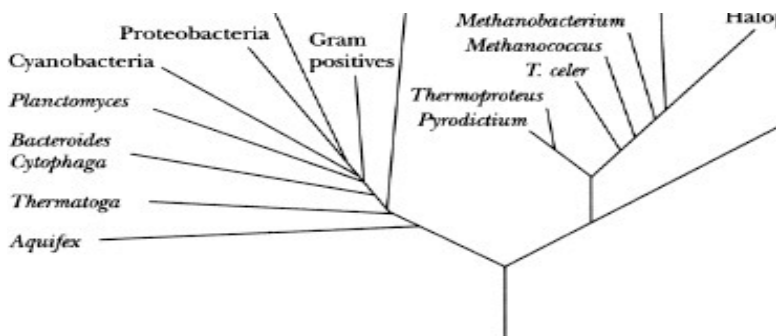 Proteobacteria
Cyanobacteria
Planctomyces
Bacteroides
Cytophaga
Thermatoga
Aquifex
Gram
positives
Methanobacterium
Methanococcus
T. celer
Thermoproteus
Pyrodictium